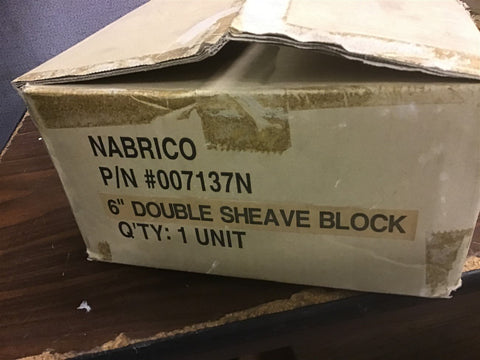 NABRICO
P/N #007137N
6" DOUBLE SHEAVE BLOCK
Q'TY: 1 UNIT